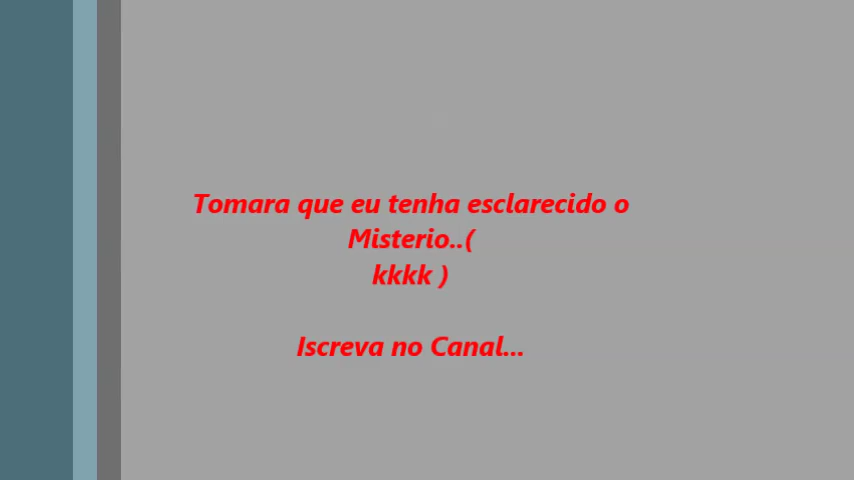 Tomara que eu tenha esclarecido o
Misterio..(
kkkk )
Iscreva no Canal...